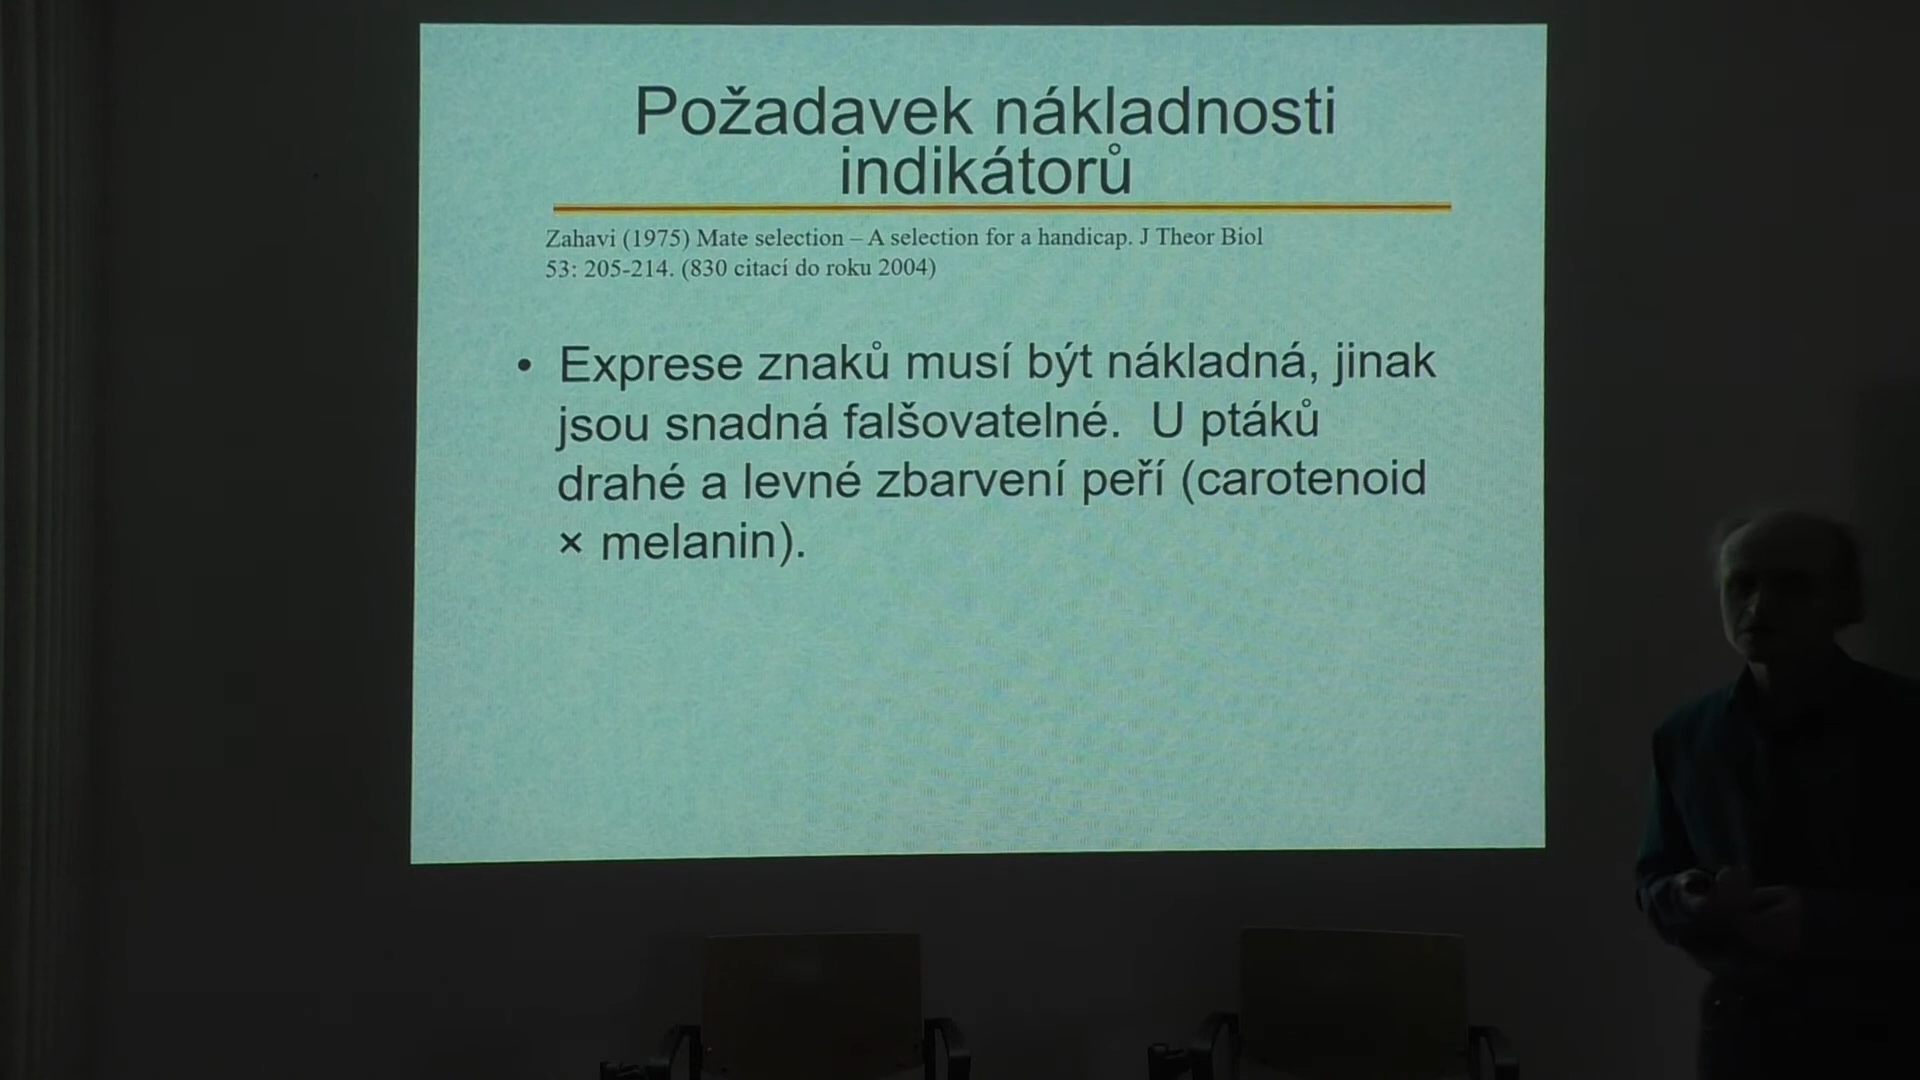 Požadavek nákladnosti
indikátorů
Zahavi (1975) Mate selection – A selection for a handicap. J Theor Biol
53: 205-214. (830 citací do roku 2004)
• Exprese znaků musí být nákladná, jinak
jsou snadná falšovatelné. U ptáků
drahé a levné zbarvení peří (carotenoid
× melanin).